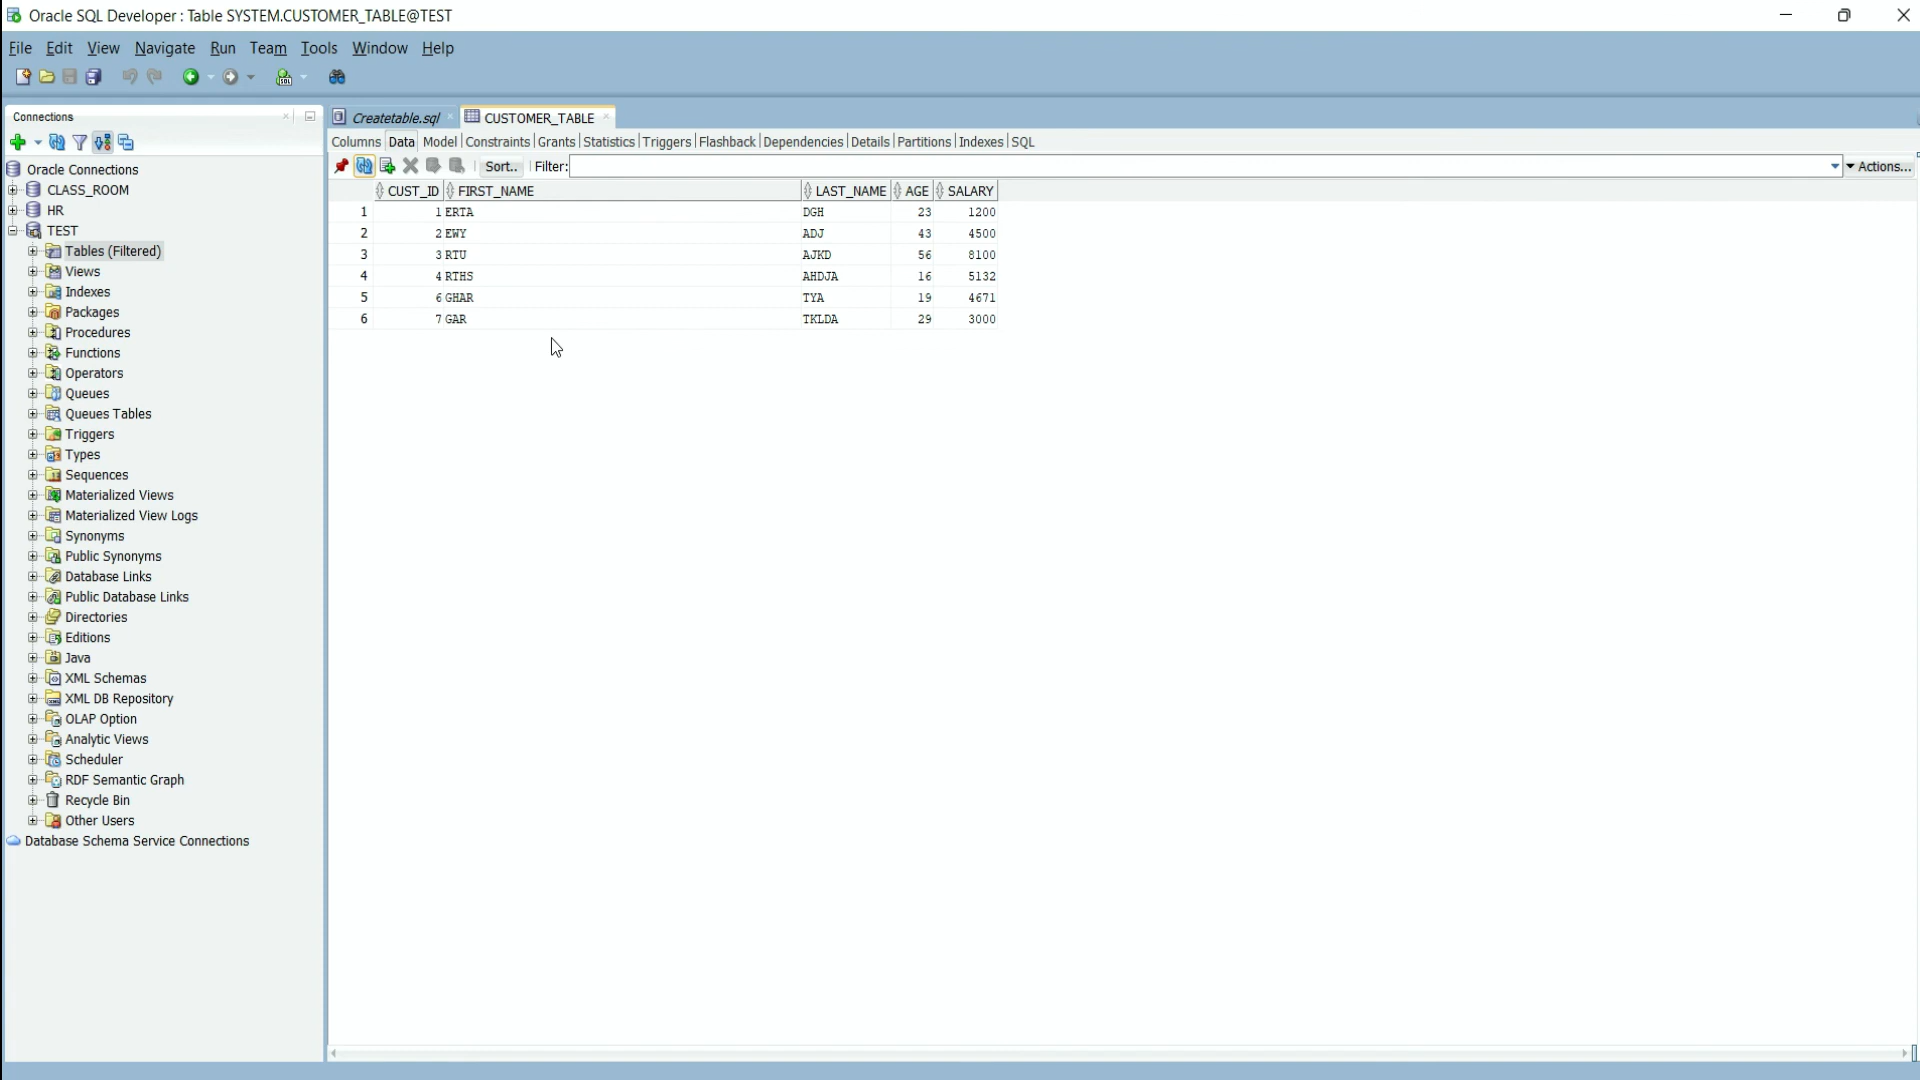 Oracle SQL Developer : Table SYSTEM.CUSTOMER_TABLE@TEST
File Edit View Navigate Run Team Tools Window Help
Connections
Oracle Connections
CLASS_ROOM
HR
TEST
Tables (Filtered)
Views
Indexes
Packages
Procedures
Functions
Operators
Queues
Queues Tables
Triggers
Types
Sequences
Materialized Views
Materialized View Logs
Synonyms
Public Synonyms
Database Links
Public Database Links
Directories
Editions
Java
XML Schemas
XML DB Repository
OLAP Option
Analytic Views
Scheduler
RDF Semantic Graph
Recycle Bin
Other Users
Database Schema Service Connections
Createtable.sql CUSTOMER_TABLE
Columns Data Model Constraints Grants Statistics Triggers Flashback Dependencies Details Partitions Indexes SQL
Sort.. Filter: Actions...
CUST_ID FIRST_NAME LAST_NAME AGE SALARY
1 1 ERTA DGH 23 1200
2 2 EWY ADJ 43 4500
3 3 RTU AJKD 56 8100
4 4 RTHS AHDJA 16 5132
5 6 GHAR TYA 19 4671
6 7 GAR TKLDA 29 3000